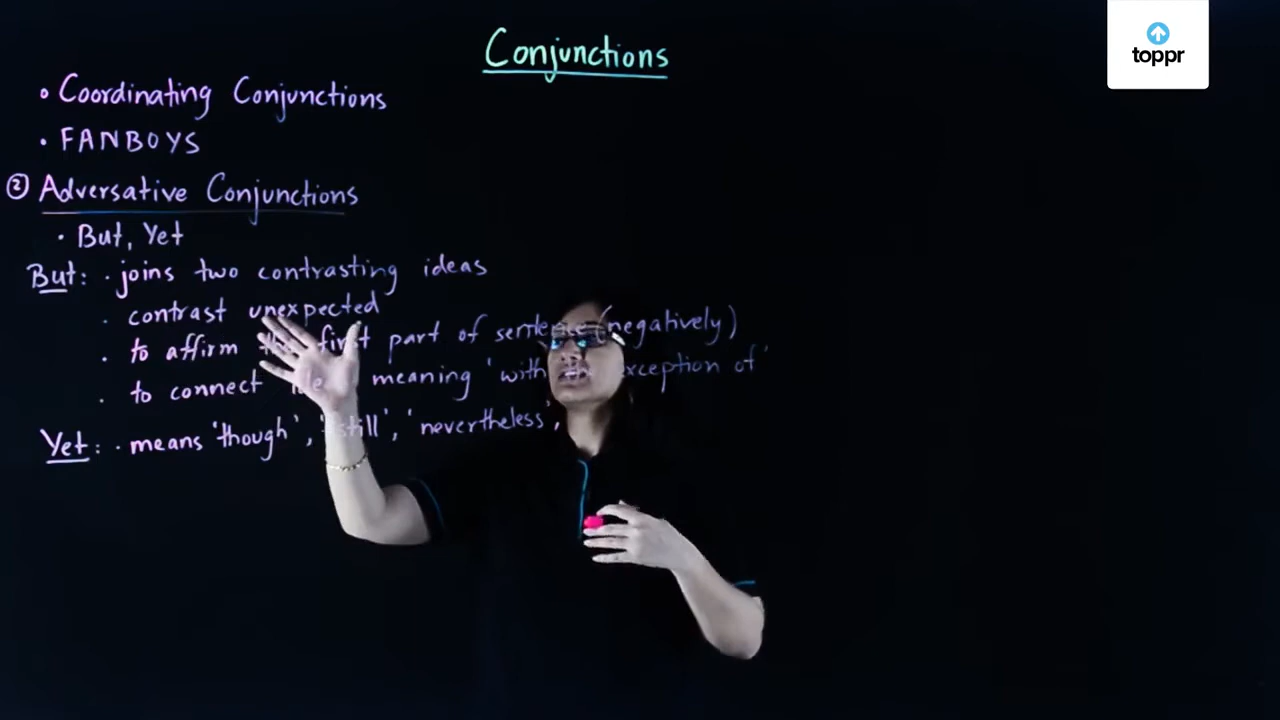 Conjunctions
toppr
• Coordinating Conjunctions
• FANBOYS
② Adversative Conjunctions
• But, Yet
But: • joins two contrasting ideas
• contrast unexpected
• to affirm the first part of sentence (negatively)
• to connect meaning 'with exception of'
Yet: • means 'though', 'still', 'nevertheless',